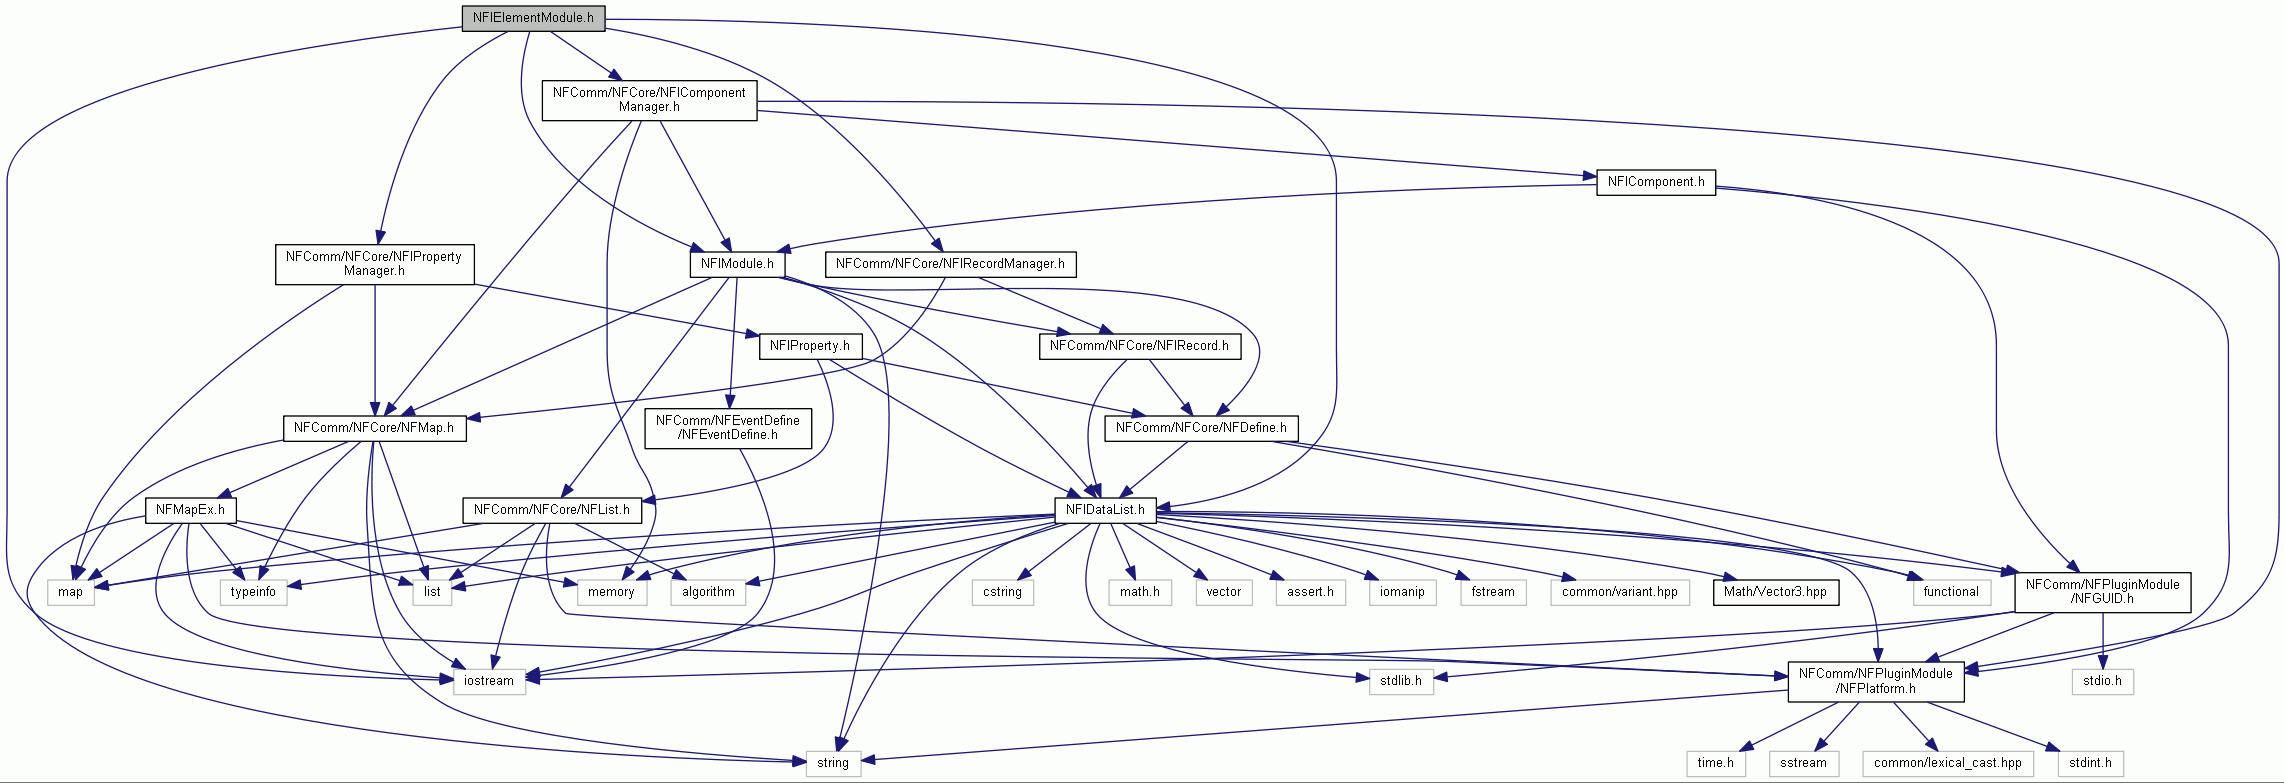 NFIElementModule.h
NFComm/NFCore/NFIComponent
Manager.h
NFIComponent.h
NFComm/NFCore/NFIProperty
Manager.h
NFIModule.h
NFComm/NFCore/NFIRecordManager.h
NFIProperty.h
NFComm/NFCore/NFIRecord.h
NFComm/NFCore/NFMap.h
NFComm/NFEventDefine
/NFEventDefine.h
NFComm/NFCore/NFDefine.h
NFMapEx.h
NFComm/NFCore/NFList.h
NFIDataList.h
map
typeinfo
list
memory
algorithm
cstring
math.h
vector
assert.h
iomanip
fstream
common/variant.hpp
Math/Vector3.hpp
functional
NFComm/NFPluginModule
/NFGUID.h
iostream
stdlib.h
NFComm/NFPluginModule
/NFPlatform.h
stdio.h
string
time.h
sstream
common/lexical_cast.hpp
stdint.h